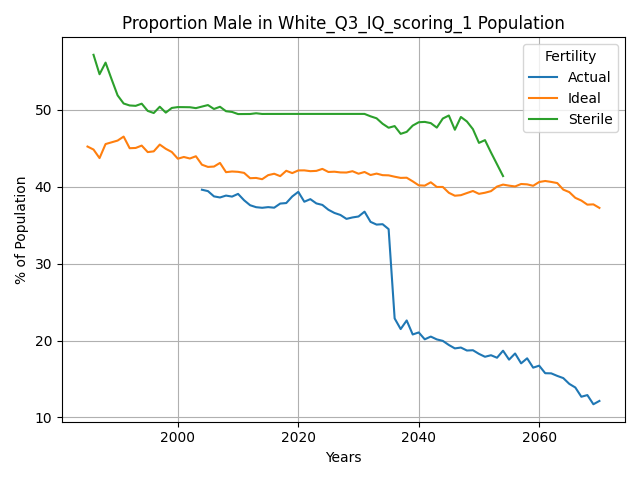 Proportion Male in White_Q3_IQ_scoring_1 Population
Fertility
Actual
Ideal
Sterile
% of Population
50
40
30
20
10
2000 2020 2040 2060
Years